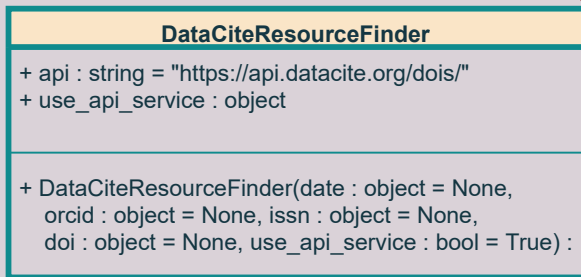 DataCiteResourceFinder
+ api : string = "https://api.datacite.org/dois/"
+ use_api_service : object
+ DataCiteResourceFinder(date : object = None,
orcid : object = None, issn : object = None,
doi : object = None, use_api_service : bool = True) :